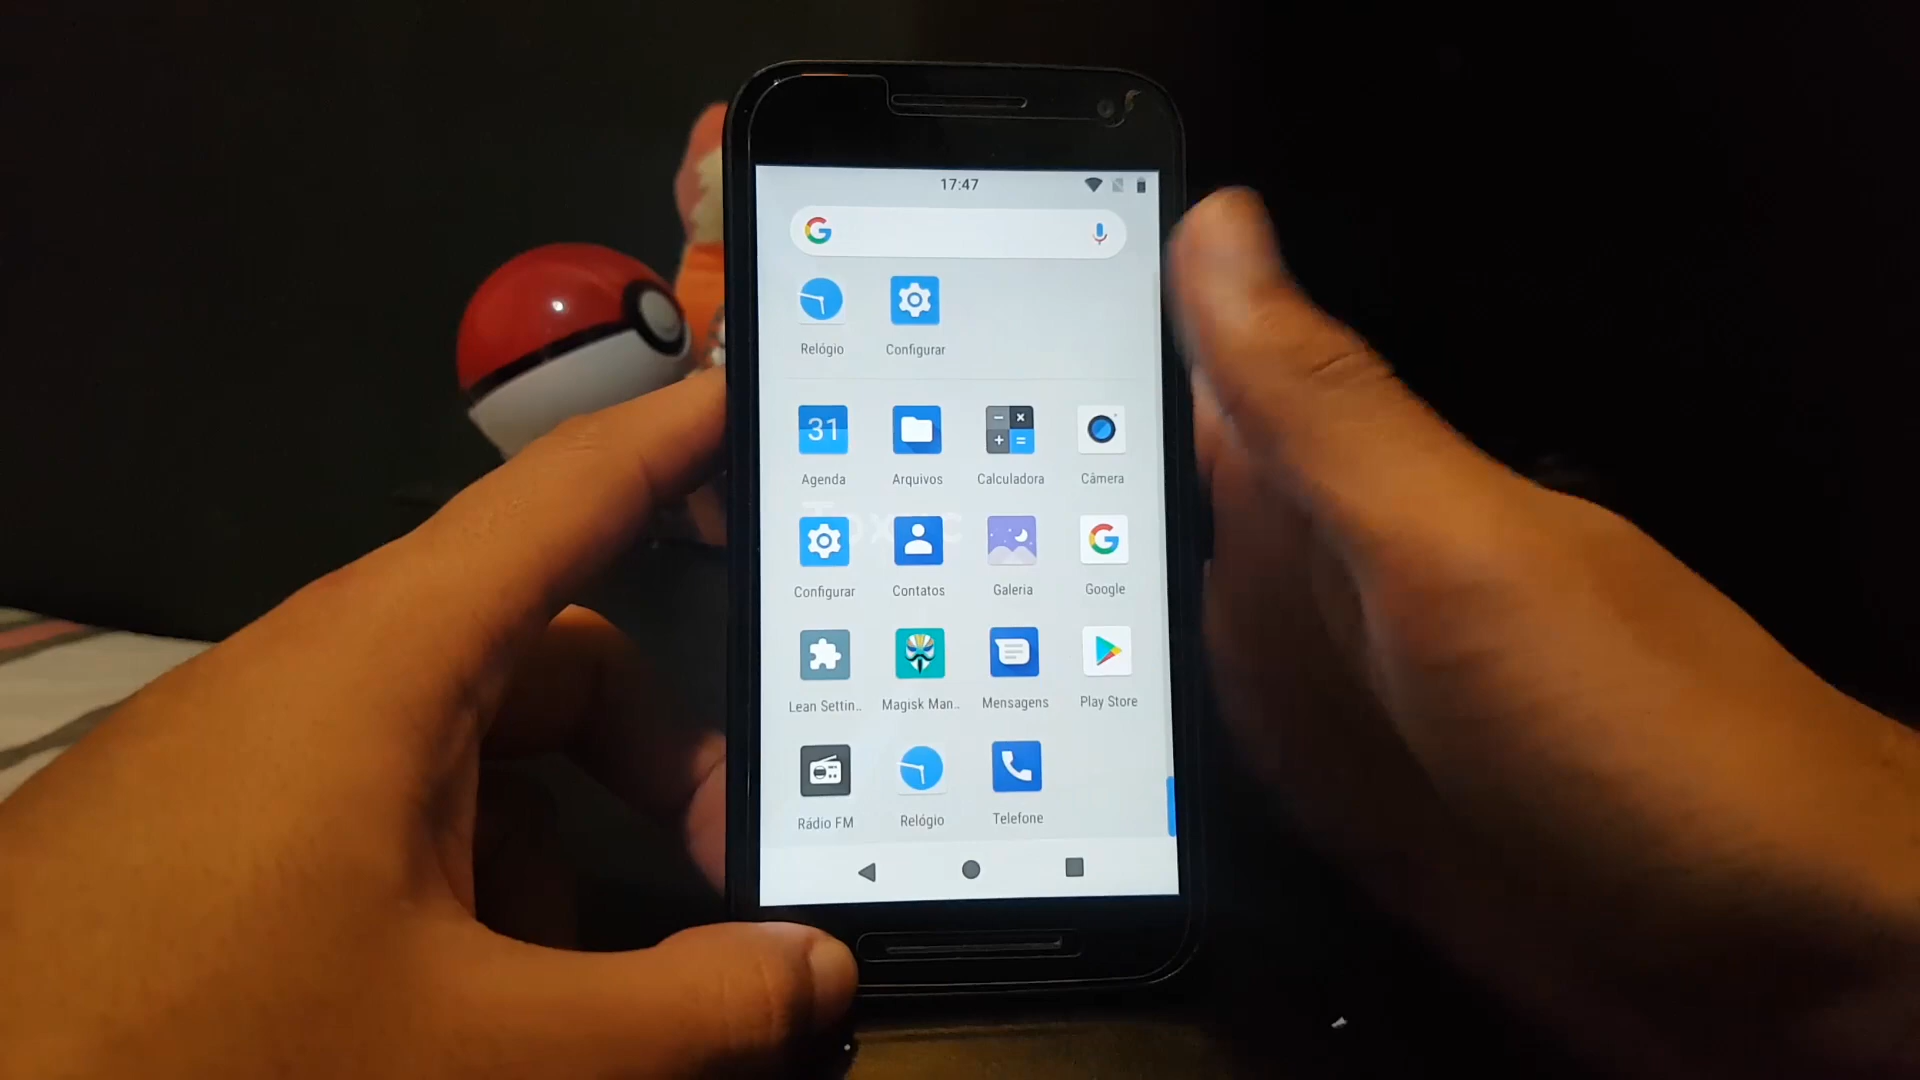 17:47
G
Relógio Configurar
31
Agenda Arquivos Calculadora Câmera
Toxic
G
Configurar Contatos Galeria Google
Lean Settin.. Magisk Man.. Mensagens Play Store
Rádio FM Relógio Telefone